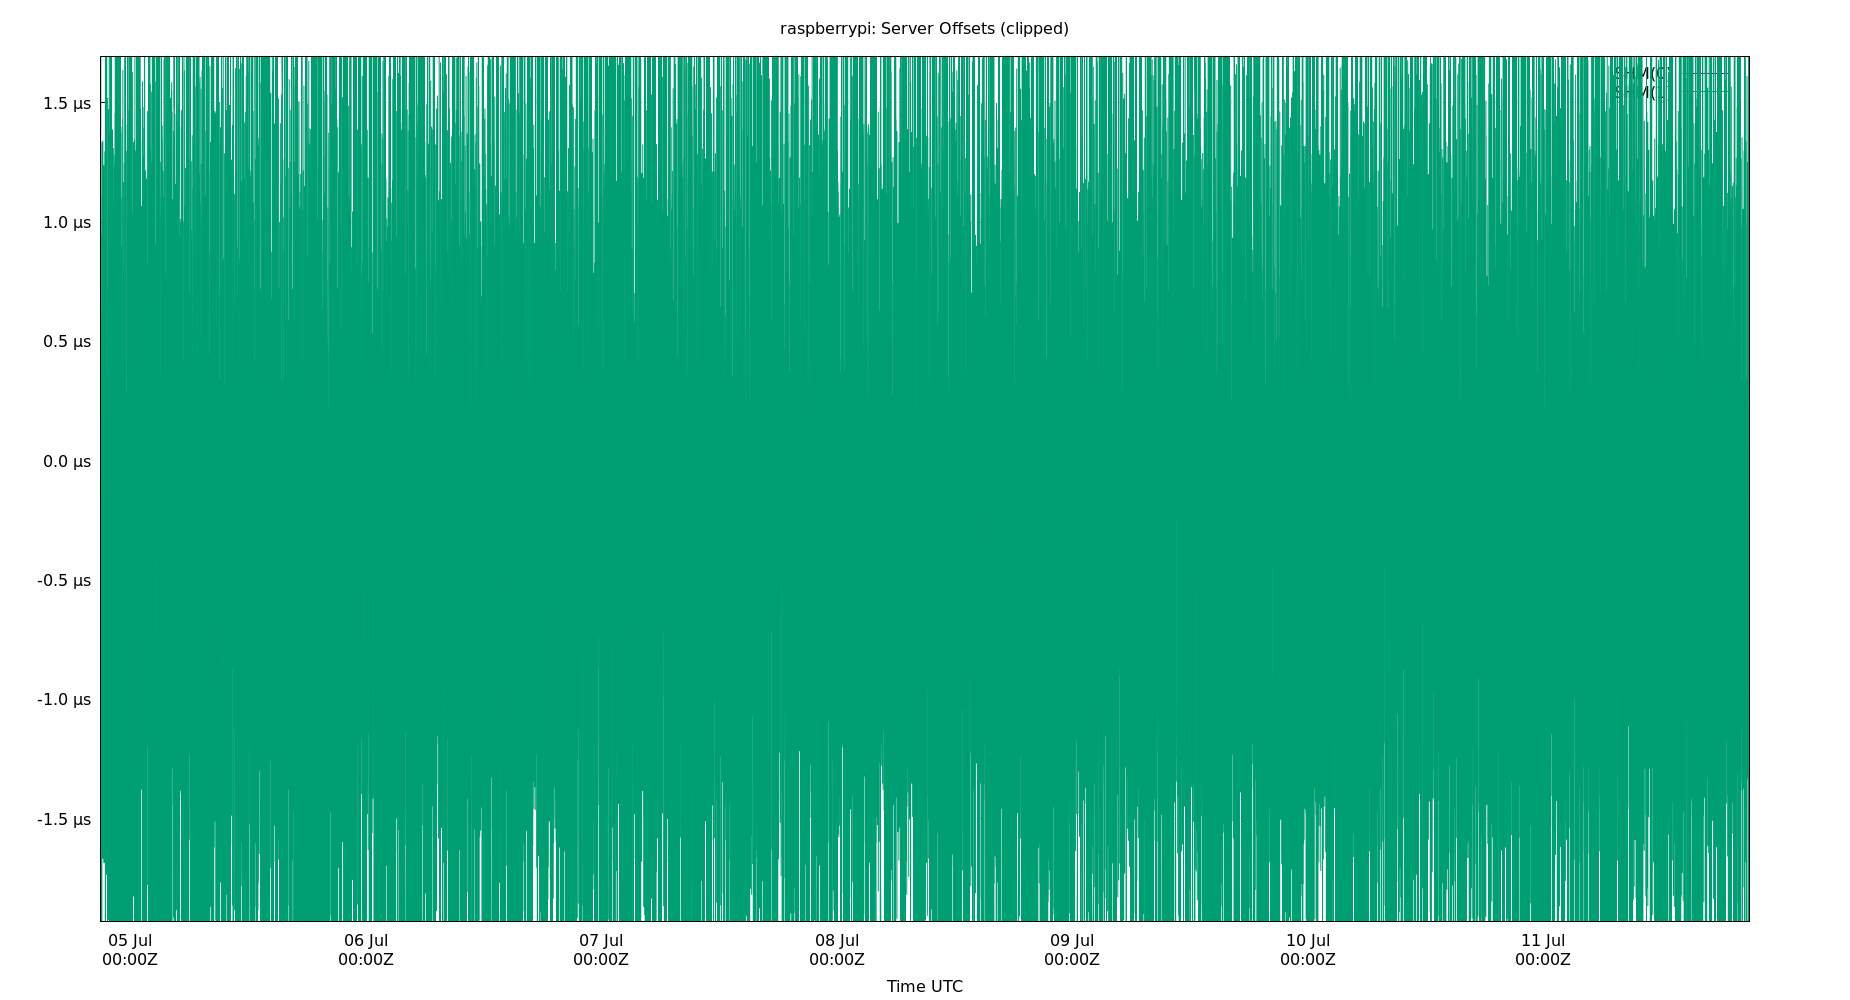 raspberrypi: Server Offsets (clipped)
SHM(0)
1.5 µs
1.0 µs
0.5 µs
0.0 µs
-0.5 µs
-1.0 µs
-1.5 µs
05 Jul 06 Jul 07 Jul 08 Jul 09 Jul 10 Jul 11 Jul
00:00Z 00:00Z 00:00Z 00:00Z 00:00Z 00:00Z 00:00Z
Time UTC